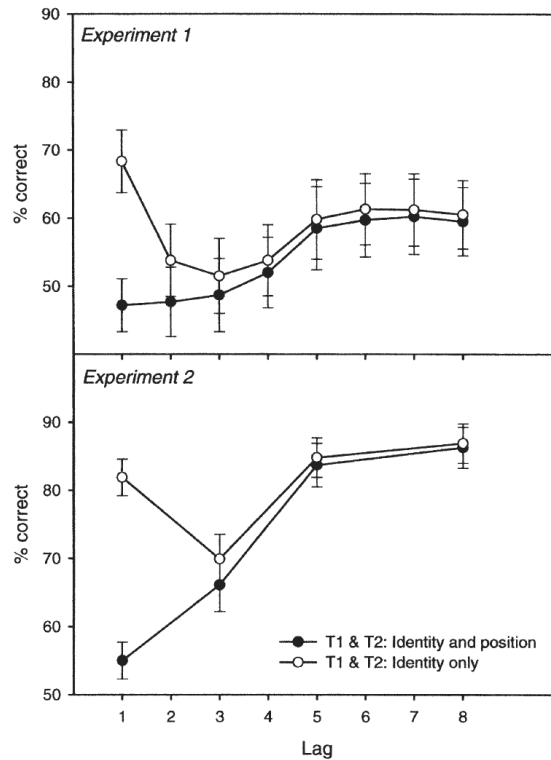 90
Experiment 1
80
70
60
50
% correct
Experiment 2
90
80
70
60
50
% correct
T1 & T2: Identity and position
T1 & T2: Identity only
1 2 3 4 5 6 7 8
Lag